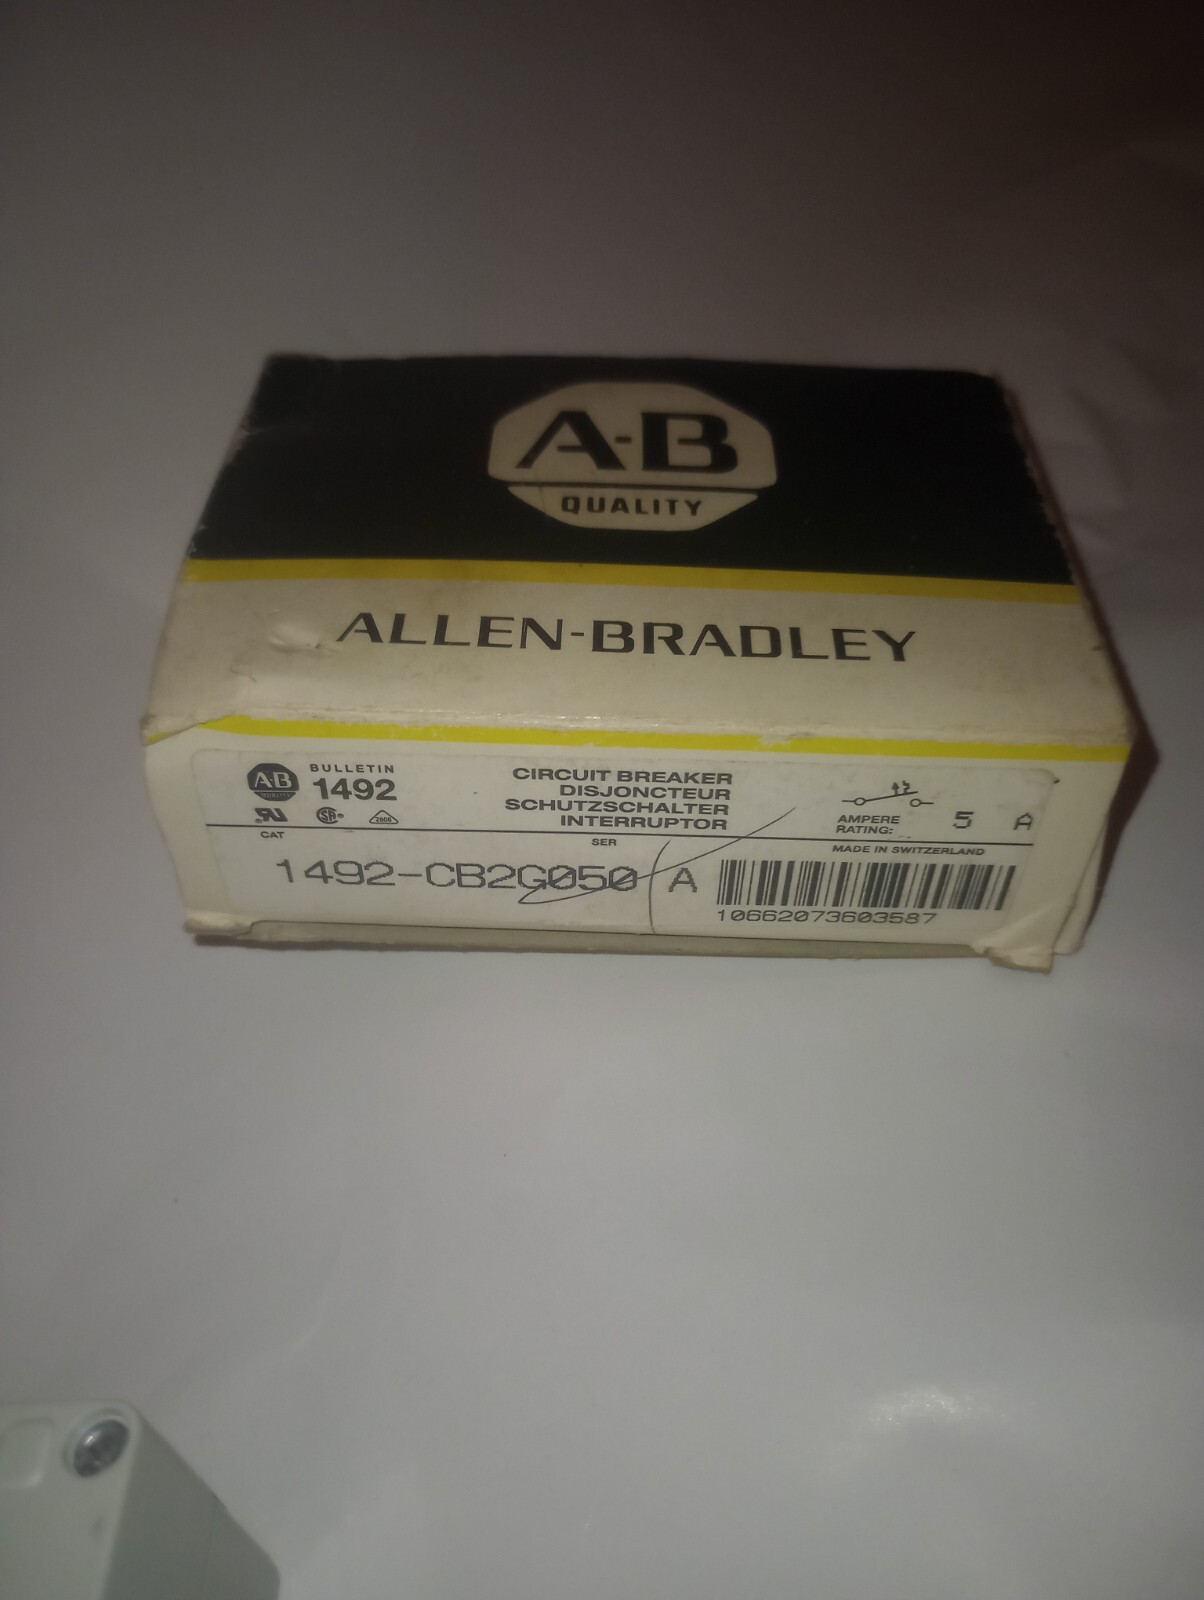 A-B
QUALITY
ALLEN-BRADLEY
A-B
BULLETIN
1492
CIRCUIT BREAKER
DISJONCTEUR
SCHUTZSCHALTER
INTERRUPTOR
AMPERE
RATING:
5 A
MADE IN SWITZERLAND
CAT
SER
1492-CB2G050
A
10662073603587